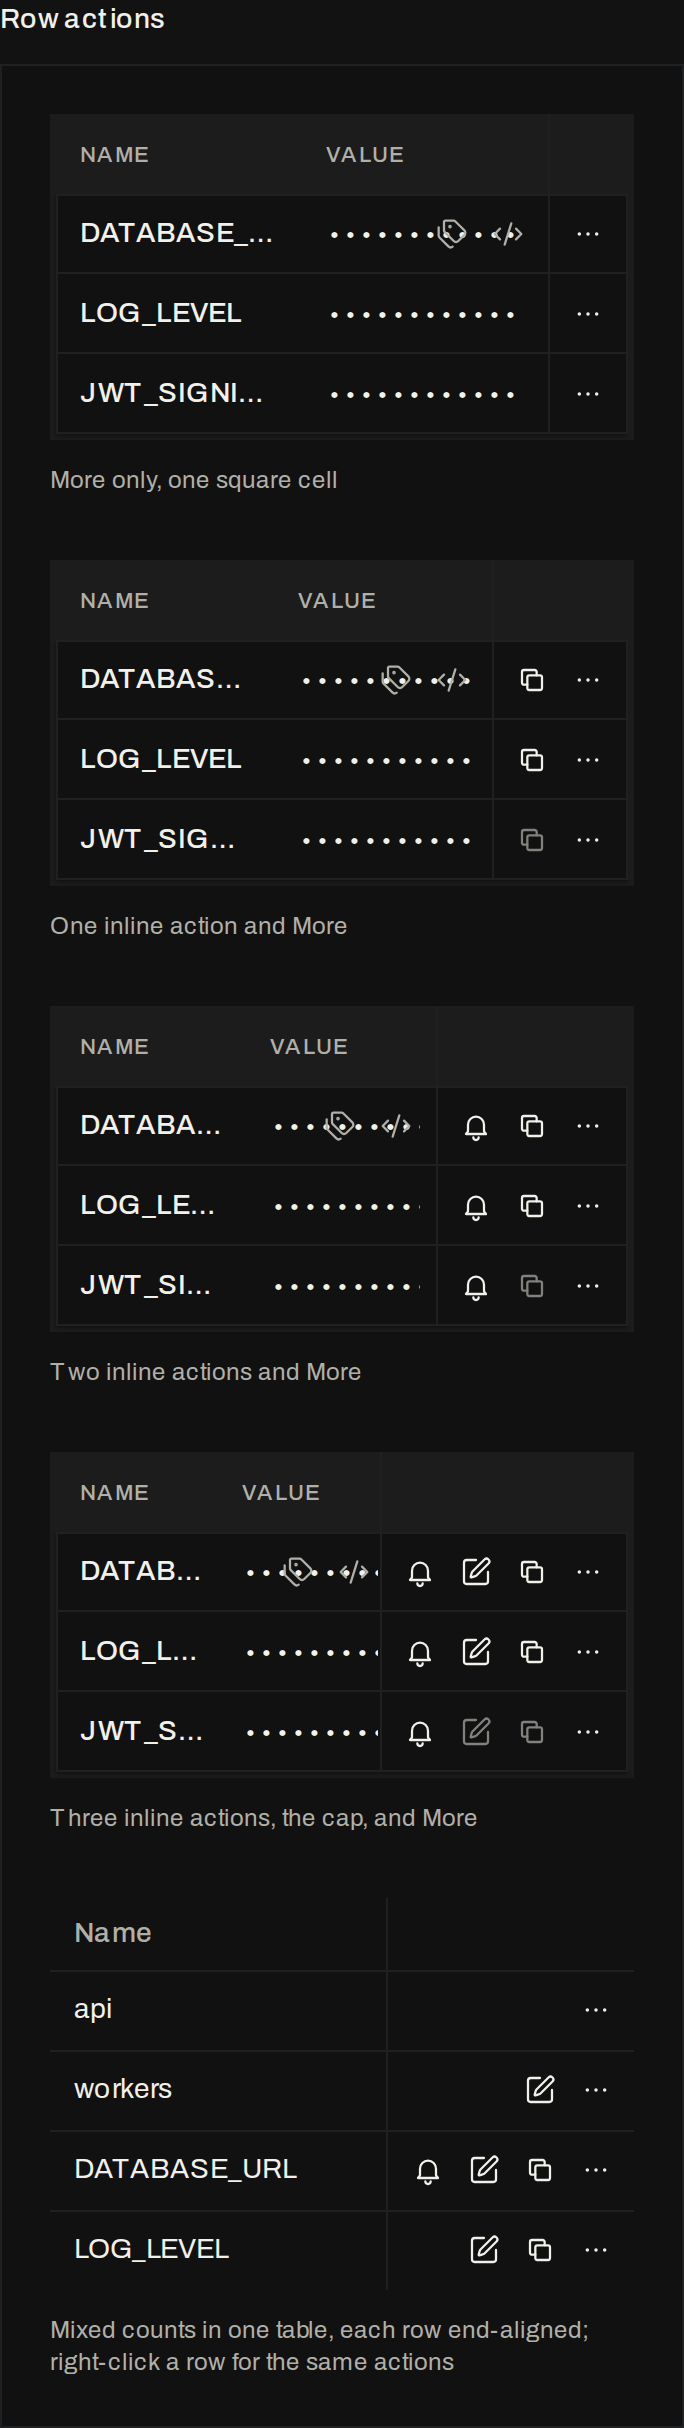 Row actions
NAME VALUE
DATABASE_... ••••••••••••
LOG_LEVEL ••••••••••••
JWT_SIGNI... ••••••••••••
More only, one square cell
NAME VALUE
DATABAS... •••••••••••
LOG_LEVEL •••••••••••
JWT_SIG... •••••••••••
One inline action and More
NAME VALUE
DATABA... ••••••••••
LOG_LE... ••••••••••
JWT_SI... ••••••••••
Two inline actions and More
NAME VALUE
DATAB... •••••••••
LOG_L... •••••••••
JWT_S... •••••••••
Three inline actions, the cap, and More
Name
api
workers
DATABASE_URL
LOG_LEVEL
Mixed counts in one table, each row end-aligned;
right-click a row for the same actions